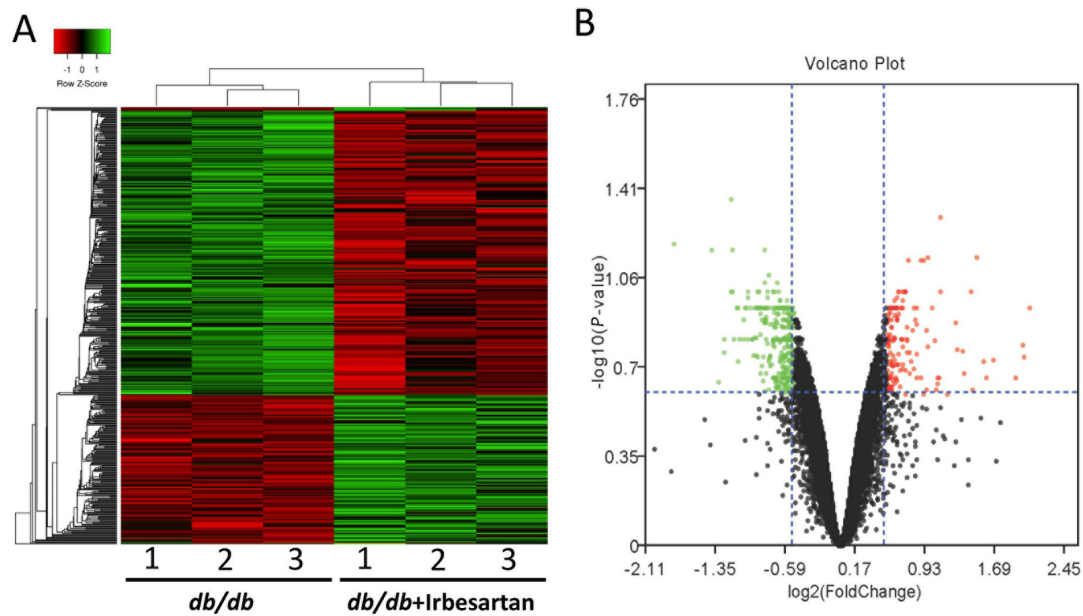 A
-1 0 1
Row Z-Score
1 2 3 1 2 3
db/db db/db+Irbesartan
B
Volcano Plot
1.76
1.41
1.06
0.7
0.35
0
-log10(P-value)
-2.11 -1.35 -0.59 0.17 0.93 1.69 2.45
log2(FoldChange)